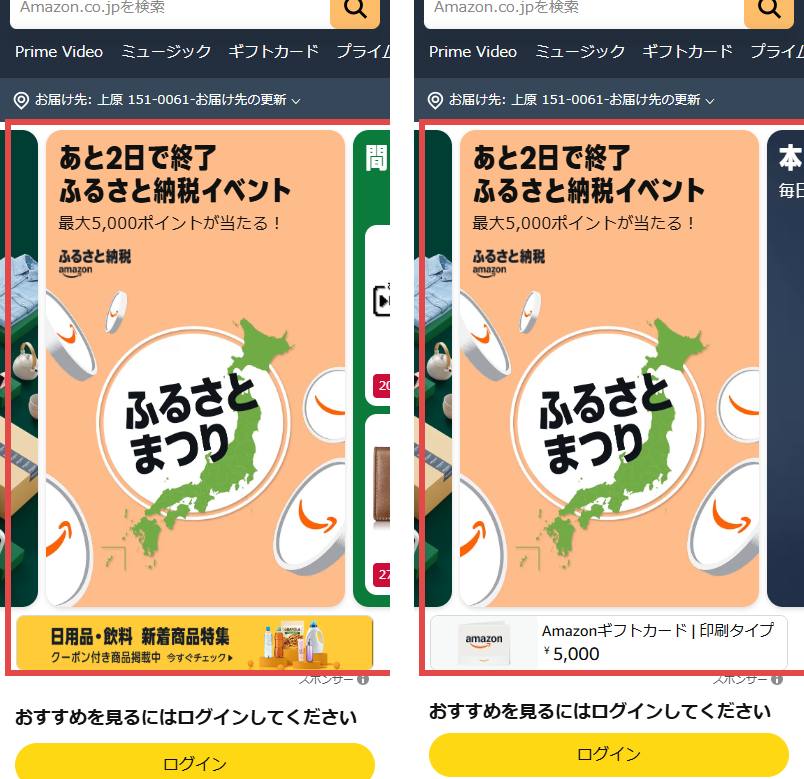 Amazon.co.jpを検索
Prime Video ミュージック ギフトカード プライム
お届け先: 上原 151-0061-お届け先の更新
あと2日で終了
ふるさと納税イベント
最大5,000ポイントが当たる！
ふるさと納税
amazon
ふるさと
まつり
間
20
27
日用品・飲料 新着商品特集
クーポン付き商品掲載中 今すぐチェック
スポンサー
おすすめを見るにはログインしてください
ログイン
Amazon.co.jpを検索
Prime Video ミュージック ギフトカード プライム
お届け先: 上原 151-0061-お届け先の更新
あと2日で終了
ふるさと納税イベント
最大5,000ポイントが当たる！
ふるさと納税
amazon
ふるさと
まつり
本
毎日
amazon
Amazonギフトカード | 印刷タイプ
¥5,000
スポンサー
おすすめを見るにはログインしてください
ログイン